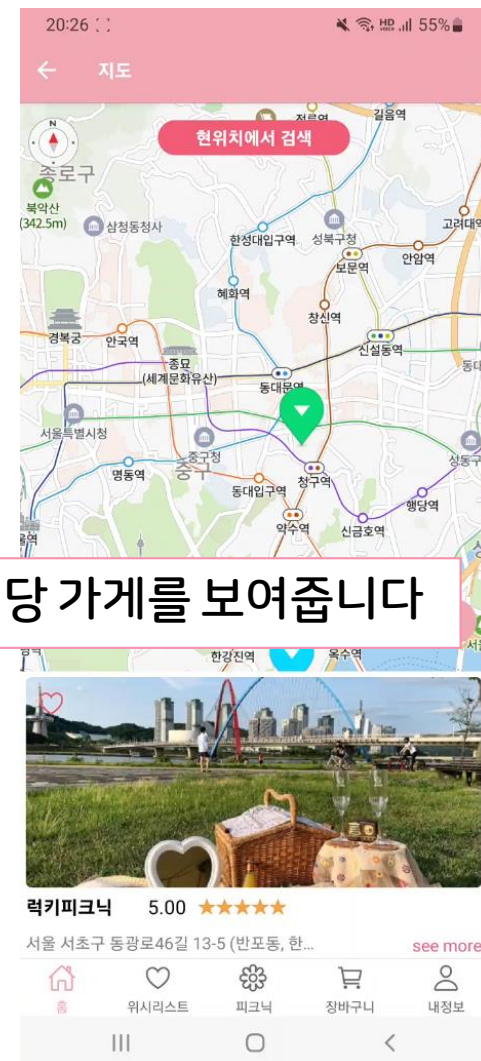 20:26
HD
55%
지도
현위치에서 검색
N
길음역
종로구
북악산
(342.5m)
삼청동청사
한성대입구역
성북구청
고려대역
보문역
안암역
혜화역
창신역
경복궁
안국역
신설동역
종묘
(세계문화유산)
서울특별시청
중구청
중구
명동역
동대입구역
청구역
행당역
약수역
신금호역
당 가게를 보여줍니다
한강진역
옥수역
럭키피크닉 5.00 ★★★★★
서울 서초구 동광로46길 13-5 (반포동, 한...
see more
홈
위시리스트
피크닉
장바구니
내정보